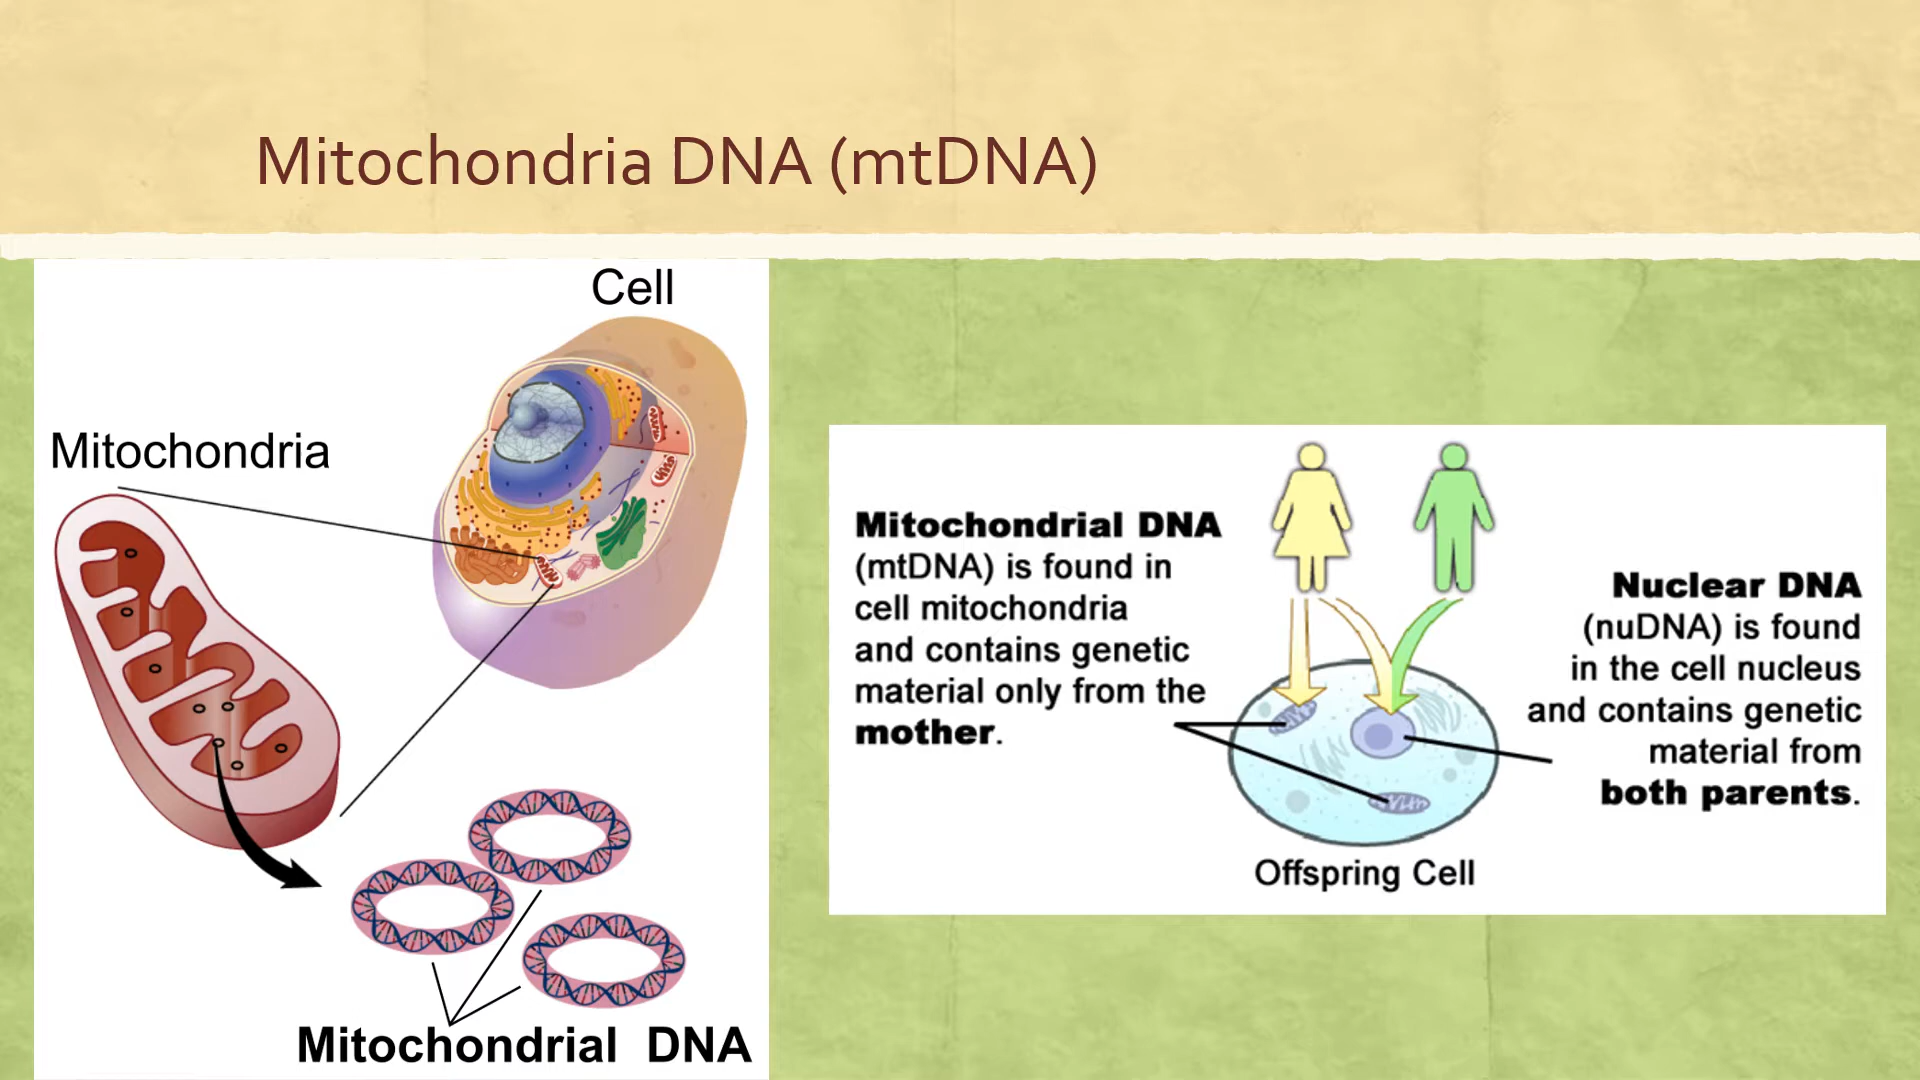 Mitochondria DNA (mtDNA)
Cell
Mitochondria
Mitochondrial DNA
Mitochondrial DNA
(mtDNA) is found in
cell mitochondria
and contains genetic
material only from the
mother.
Nuclear DNA
(nuDNA) is found
in the cell nucleus
and contains genetic
material from
both parents.
Offspring Cell